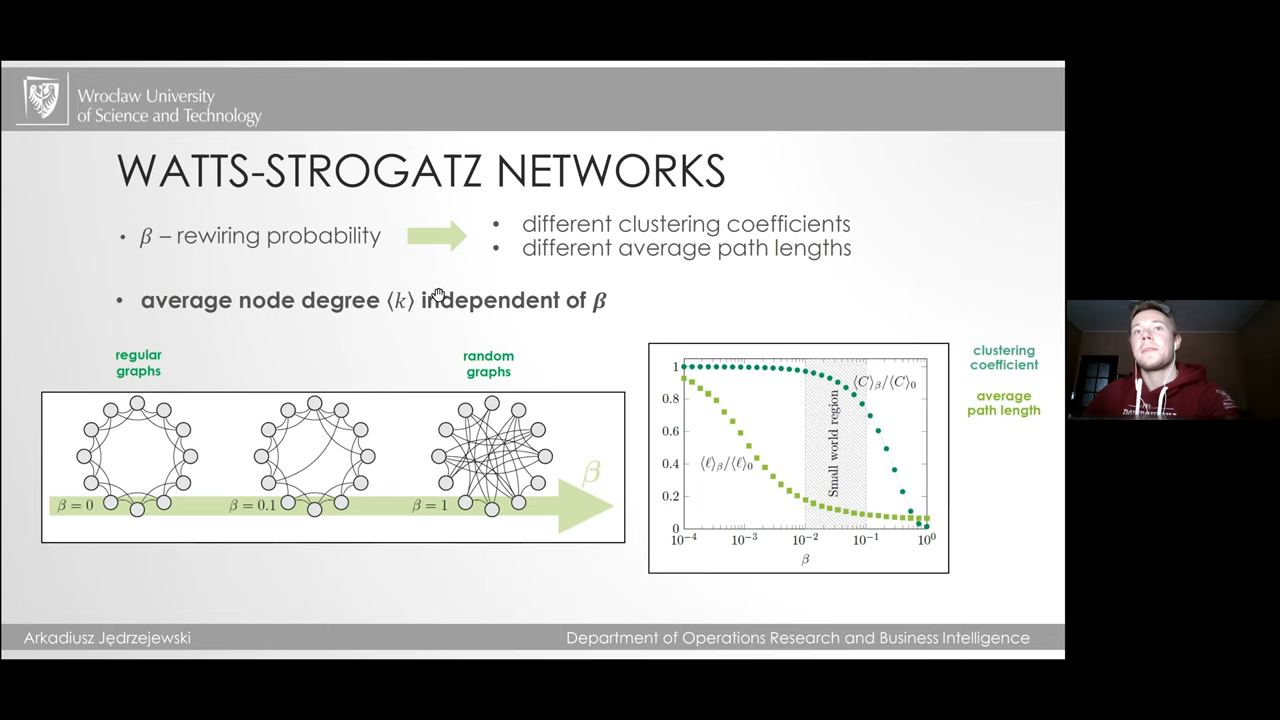 Wrocław University
of Science and Technology
WATTS-STROGATZ NETWORKS
• β – rewiring probability
• different clustering coefficients
• different average path lengths
• average node degree ⟨k⟩ independent of β
regular
graphs
random
graphs
β
β = 0
β = 0.1
β = 1
1
0.8
0.6
0.4
0.2
0
10⁻⁴
10⁻³
10⁻²
10⁻¹
10⁰
β
⟨C⟩β/⟨C⟩₀
⟨ℓ⟩β/⟨ℓ⟩₀
Small world region
clustering
coefficient
average
path length
Arkadiusz Jędrzejewski
Department of Operations Research and Business Intelligence